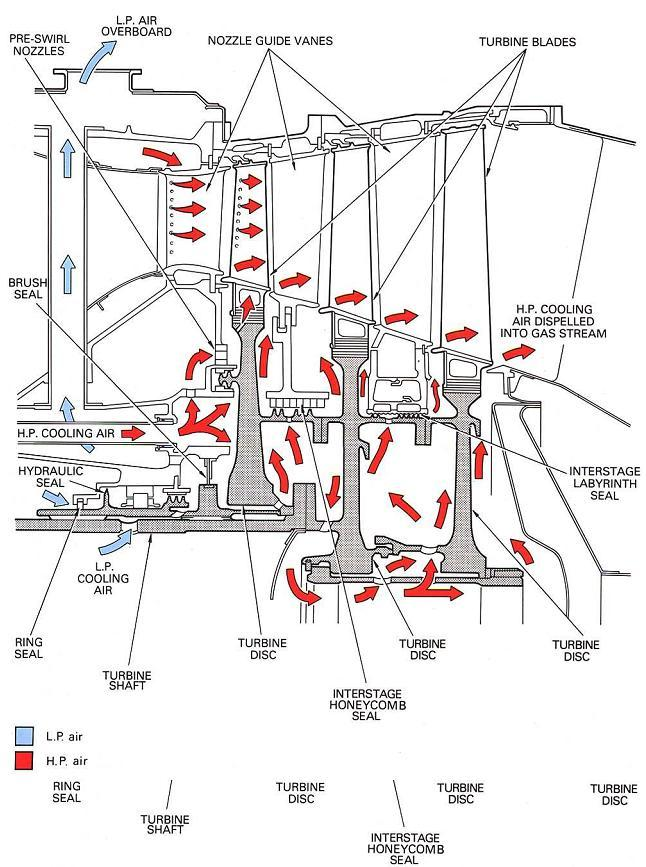 L.P. AIR
OVERBOARD
PRE-SWIRL
NOZZLES
NOZZLE GUIDE VANES
TURBINE BLADES
BRUSH
SEAL
H.P. COOLING
AIR DISPELLED
INTO GAS STREAM
H.P. COOLING AIR
HYDRAULIC
SEAL
INTERSTAGE
LABYRINTH
SEAL
L.P.
COOLING
AIR
RING
SEAL
TURBINE
SHAFT
TURBINE
DISC
INTERSTAGE
HONEYCOMB
SEAL
TURBINE
DISC
TURBINE
DISC
L.P. air
H.P. air
RING
SEAL
TURBINE
SHAFT
TURBINE
DISC
INTERSTAGE
HONEYCOMB
SEAL
TURBINE
DISC
TURBINE
DISC